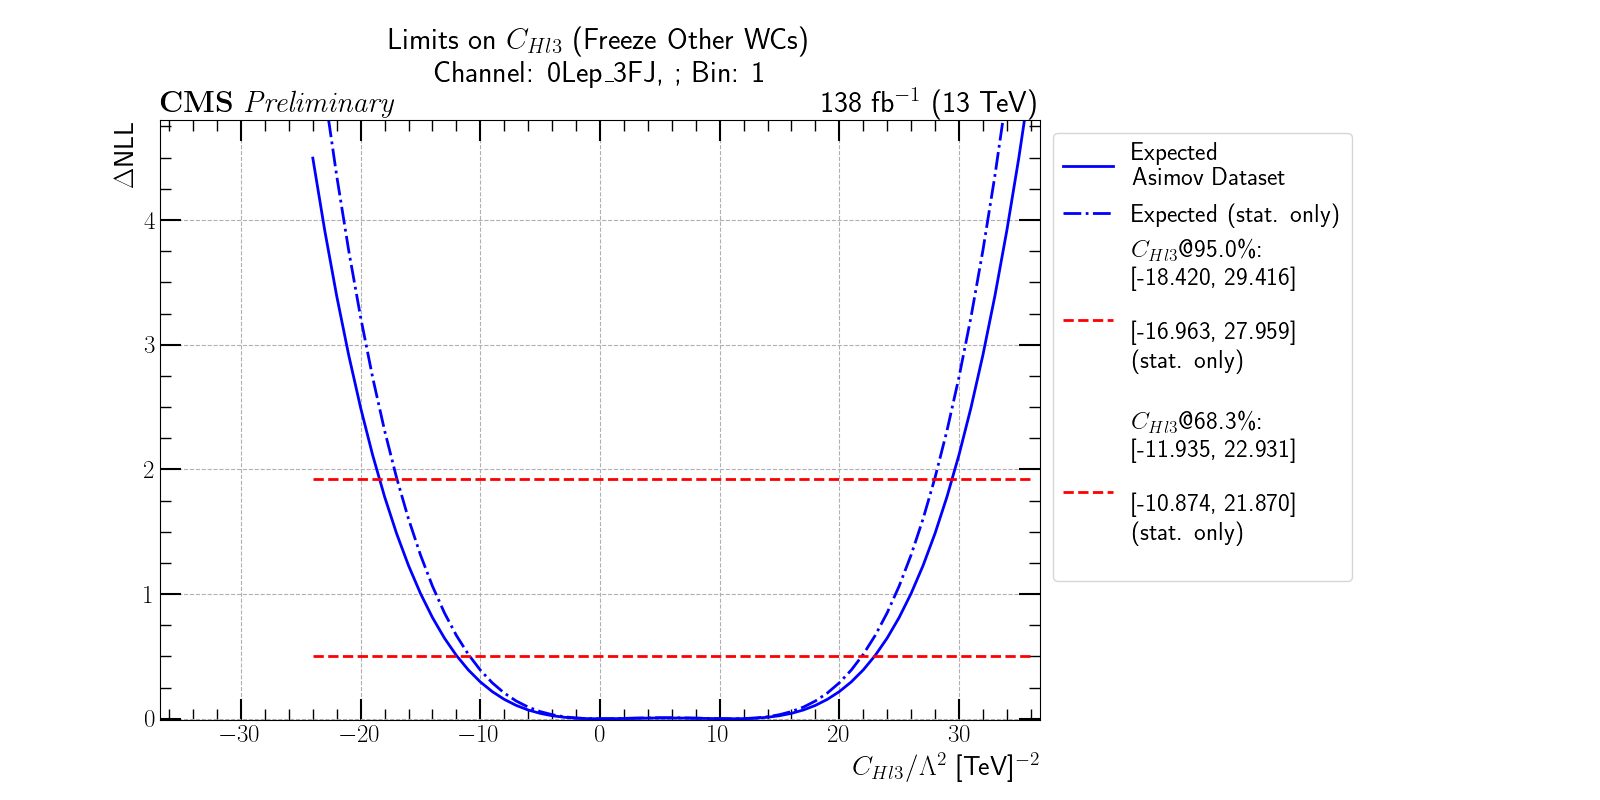 Limits on C_{Hl3} (Freeze Other WCs)
Channel: 0Lep_3FJ, ; Bin: 1
CMS Preliminary 138 fb^{-1} (13 TeV)
ΔNLL
4
3
2
1
0
−30 −20 −10 0 10 20 30
C_{Hl3}/Λ^2 [TeV]^{-2}
Expected
Asimov Dataset
Expected (stat. only)
C_{Hl3}@95.0%:
[-18.420, 29.416]
[-16.963, 27.959]
(stat. only)
C_{Hl3}@68.3%:
[-11.935, 22.931]
[-10.874, 21.870]
(stat. only)